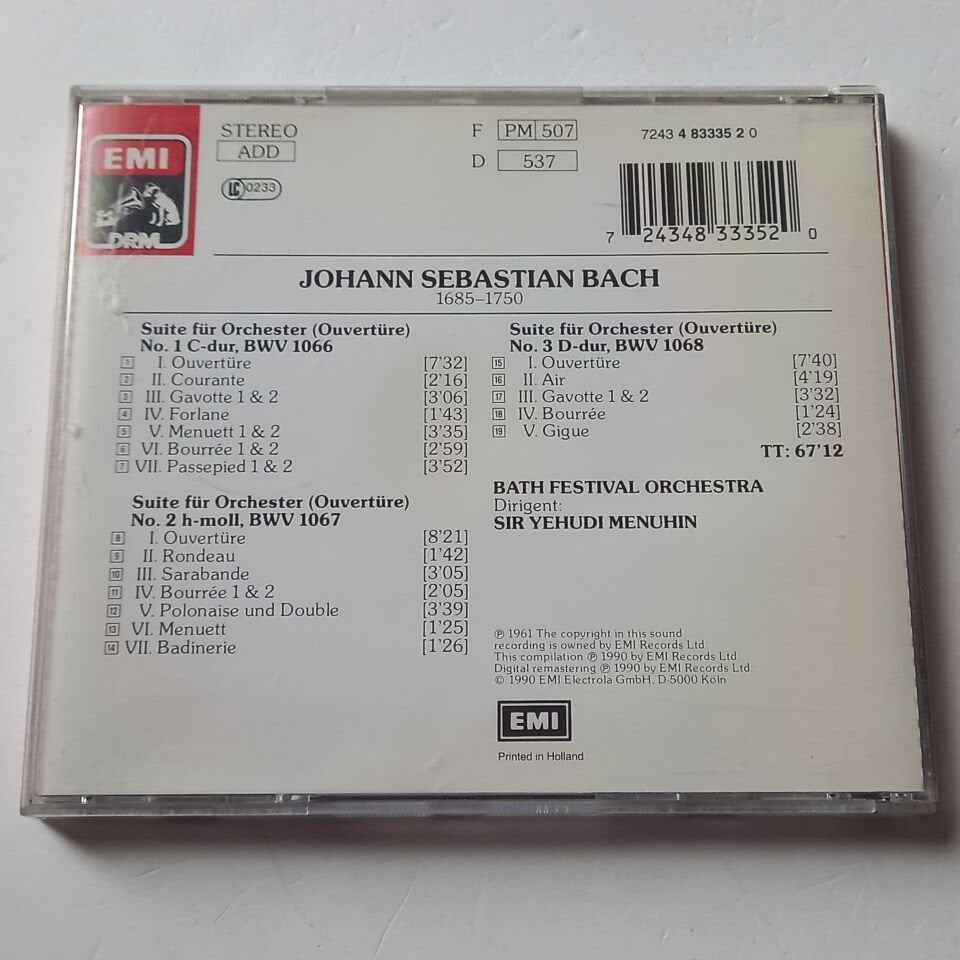 EMI
DRM
STEREO
ADD
LC 0233
F PM 507
D 537
7243 4 83335 2 0
7 24348 33352 0
JOHANN SEBASTIAN BACH
1685–1750
Suite für Orchester (Ouvertüre)
No. 1 C-dur, BWV 1066
1 I. Ouvertüre [7'32]
2 II. Courante [2'16]
3 III. Gavotte 1 & 2 [3'06]
4 IV. Forlane [1'43]
5 V. Menuett 1 & 2 [3'35]
6 VI. Bourrée 1 & 2 [2'59]
7 VII. Passepied 1 & 2 [3'52]
Suite für Orchester (Ouvertüre)
No. 2 h-moll, BWV 1067
8 I. Ouvertüre [8'21]
9 II. Rondeau [1'42]
10 III. Sarabande [3'05]
11 IV. Bourrée 1 & 2 [2'05]
12 V. Polonaise und Double [3'39]
13 VI. Menuett [1'25]
14 VII. Badinerie [1'26]
Suite für Orchester (Ouvertüre)
No. 3 D-dur, BWV 1068
15 I. Ouvertüre [7'40]
16 II. Air [4'19]
17 III. Gavotte 1 & 2 [3'32]
18 IV. Bourrée [1'24]
19 V. Gigue [2'38]
TT: 67'12
BATH FESTIVAL ORCHESTRA
Dirigent:
SIR YEHUDI MENUHIN
℗ 1961 The copyright in this sound
recording is owned by EMI Records Ltd.
This compilation ℗ 1990 by EMI Records Ltd.
Digital remastering ℗ 1990 by EMI Records Ltd.
© 1990 EMI Electrola GmbH, D-5000 Köln
EMI
Printed in Holland